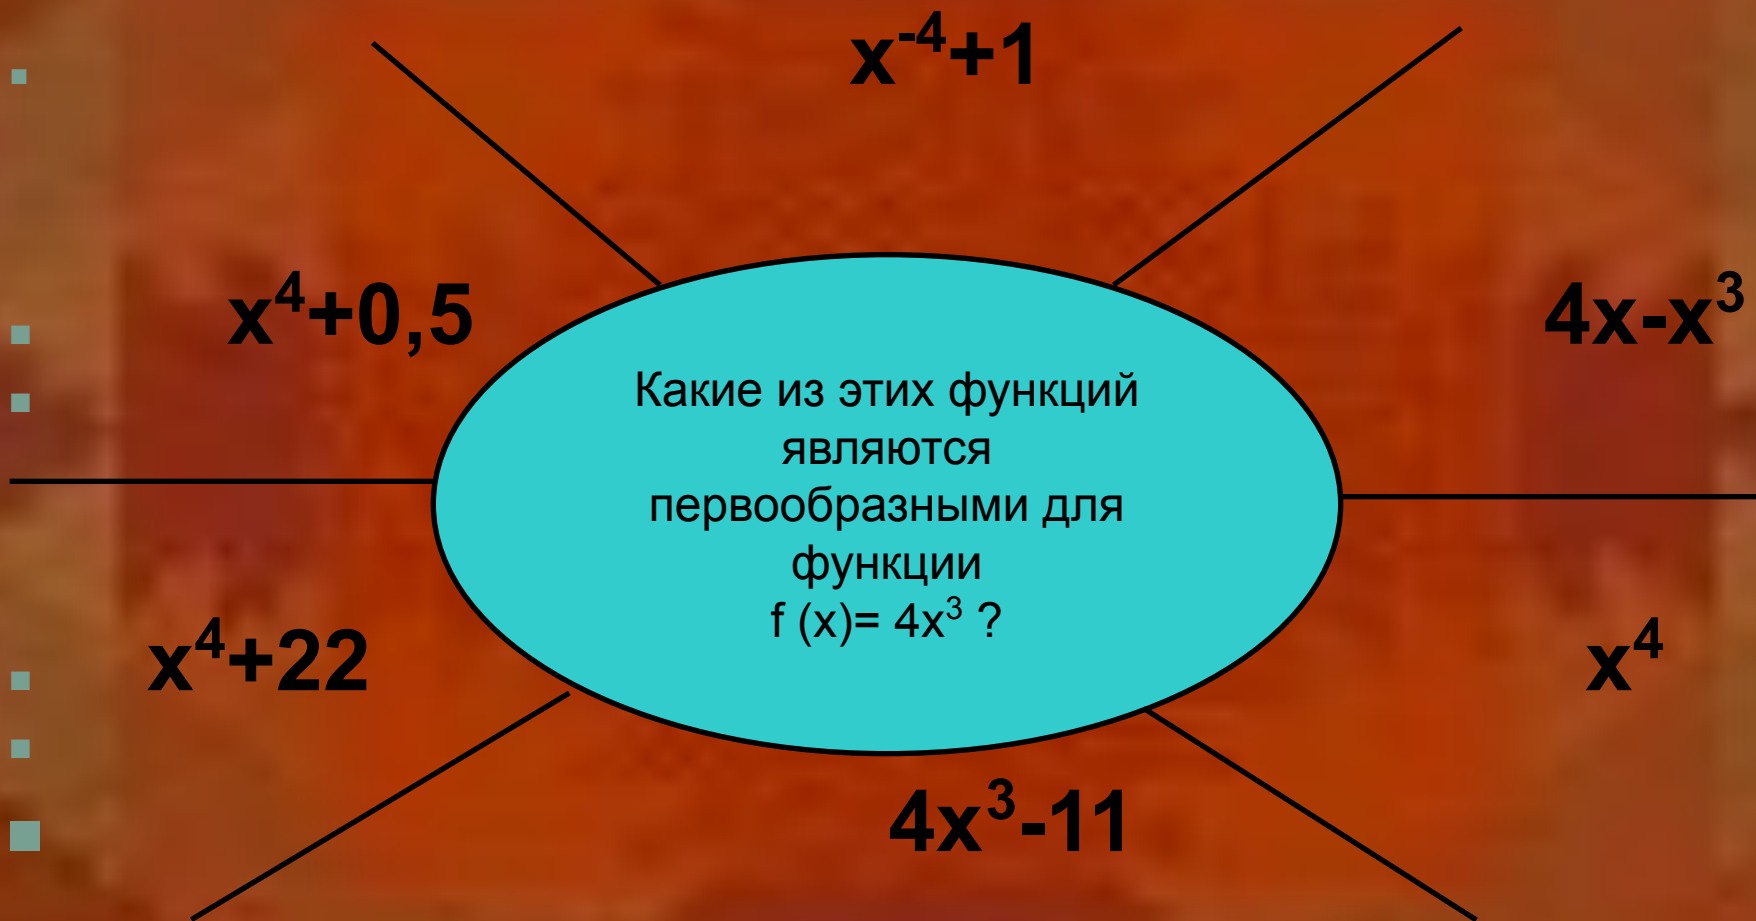 x⁻⁴+1
x⁴+0,5
4x-x³
Какие из этих функций
являются
первообразными для
функции
f (x)= 4x³ ?
x⁴+22
x⁴
4x³-11